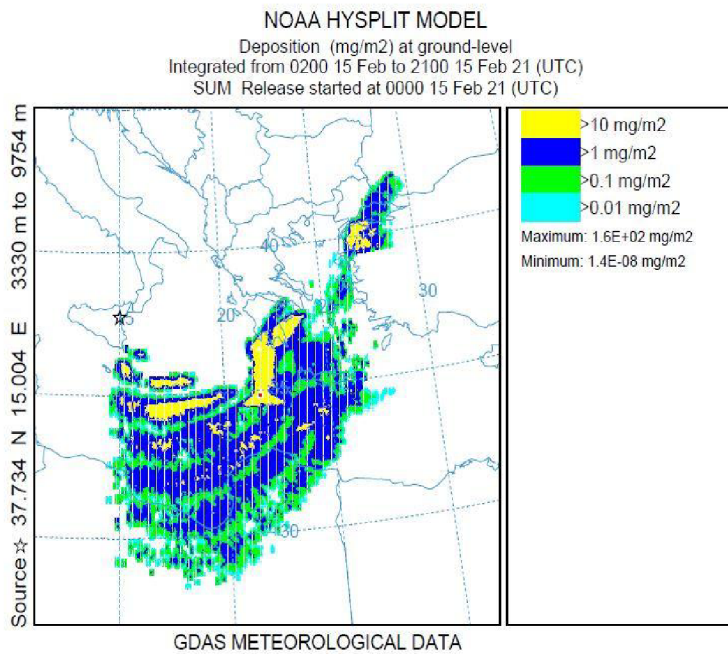 NOAA HYSPLIT MODEL
Deposition (mg/m2) at ground-level
Integrated from 0200 15 Feb to 2100 15 Feb 21 (UTC)
SUM Release started at 0000 15 Feb 21 (UTC)
Source☆ 37.734 N 15.004 E 3330 m to 9754 m
>10 mg/m2
>1 mg/m2
>0.1 mg/m2
>0.01 mg/m2
Maximum: 1.6E+02 mg/m2
Minimum: 1.4E-08 mg/m2
40
30
20
30
GDAS METEOROLOGICAL DATA